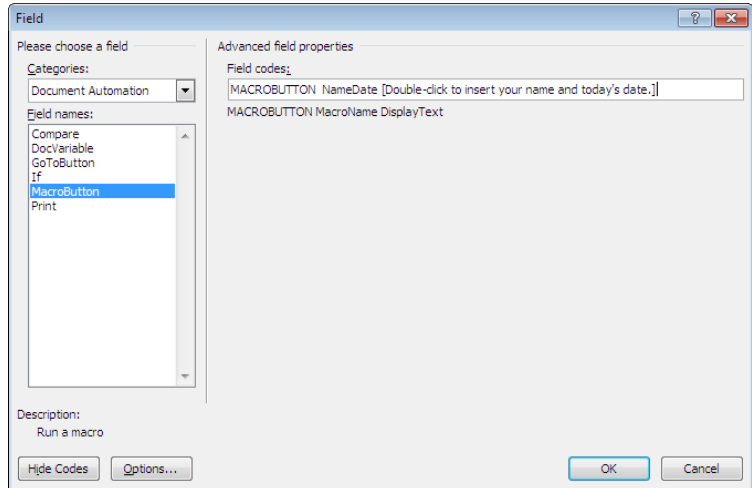 Field
Please choose a field
Categories:
Document Automation
Field names:
Compare
DocVariable
GoToButton
If
MacroButton
Print
Advanced field properties
Field codes:
MACROBUTTON  NameDate [Double-click to insert your name and today's date.]
MACROBUTTON MacroName DisplayText
Description:
Run a macro
Hide Codes
Options...
OK
Cancel